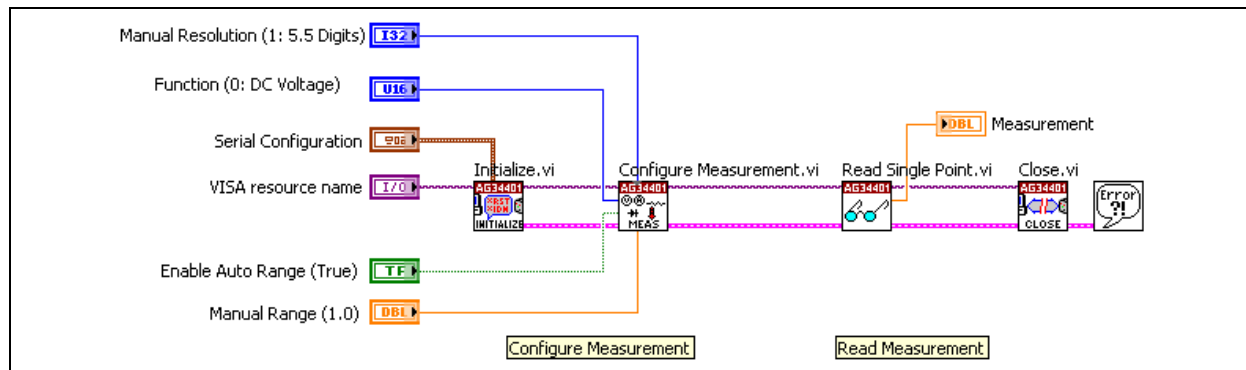 Manual Resolution (1: 5.5 Digits)
I32
Function (0: DC Voltage)
U16
DBL
Measurement
Serial Configuration
Initialize.vi
Configure Measurement.vi
Read Single Point.vi
Close.vi
VISA resource name
I/O
AG34401
AG34401
AG34401
AG34401
Error
?!
*RST
*IDN
INITIALIZE
MEAS
CLOSE
Enable Auto Range (True)
TF
Manual Range (1.0)
DBL
Configure Measurement
Read Measurement